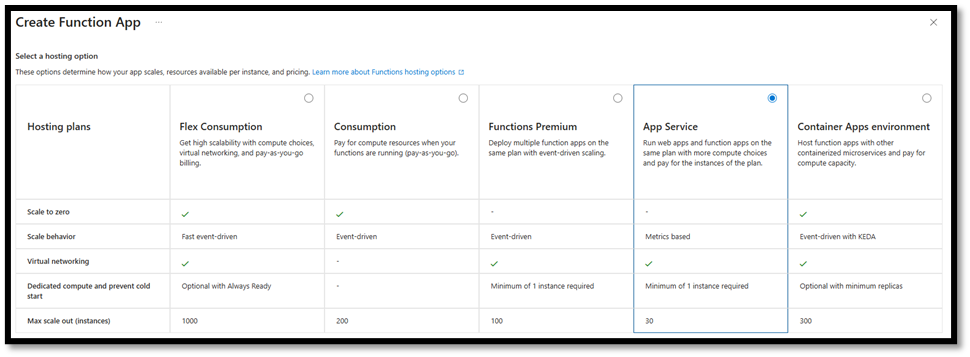 Create Function App ...
Select a hosting option
These options determine how your app scales, resources available per instance, and pricing. Learn more about Functions hosting options
Hosting plans
Flex Consumption
Get high scalability with compute choices,
virtual networking, and pay-as-you-go
billing.
Consumption
Pay for compute resources when your
functions are running (pay-as-you-go).
Functions Premium
Deploy multiple function apps on the
same plan with event-driven scaling.
App Service
Run web apps and function apps on the
same plan with more compute choices
and pay for the instances of the plan.
Container Apps environment
Host function apps with other
containerized microservices and pay for
compute capacity.
Scale to zero - -
Scale behavior Fast event-driven Event-driven Event-driven Metrics based Event-driven with KEDA
Virtual networking -
Dedicated compute and prevent cold
start
Optional with Always Ready - Minimum of 1 instance required Minimum of 1 instance required Optional with minimum replicas
Max scale out (instances) 1000 200 100 30 300